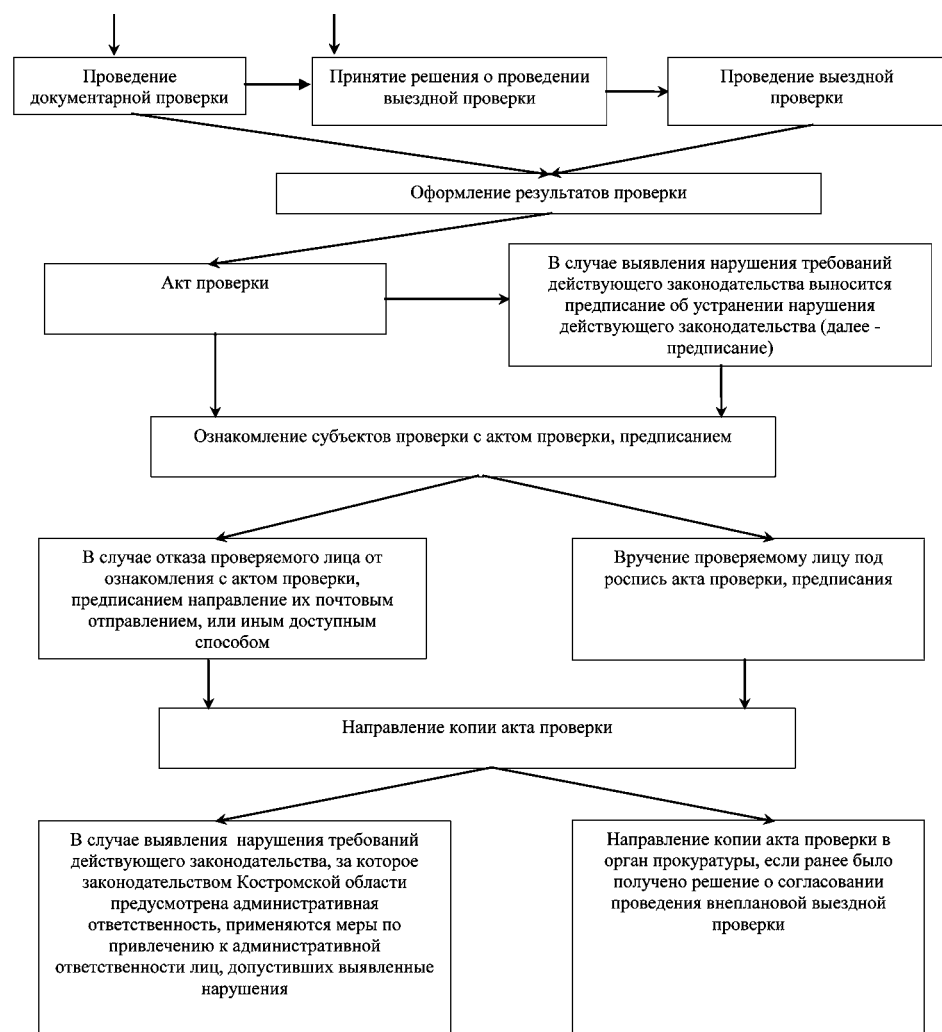 Проведение
документарной проверки
Принятие решения о проведении
выездной проверки
Проведение выездной
проверки
Оформление результатов проверки
Акт проверки
В случае выявления нарушения требований
действующего законодательства выносится
предписание об устранении нарушения
действующего законодательства (далее -
предписание)
Ознакомление субъектов проверки с актом проверки, предписанием
В случае отказа проверяемого лица от
ознакомления с актом проверки,
предписанием направление их почтовым
отправлением, или иным доступным
способом
Вручение проверяемому лицу под
роспись акта проверки, предписания
Направление копии акта проверки
В случае выявления нарушения требований
действующего законодательства, за которое
законодательством Костромской области
предусмотрена административная
ответственность, применяются меры по
привлечению к административной
ответственности лиц, допустивших выявленные
нарушения
Направление копии акта проверки в
орган прокуратуры, если ранее было
получено решение о согласовании
проведения внеплановой выездной
проверки